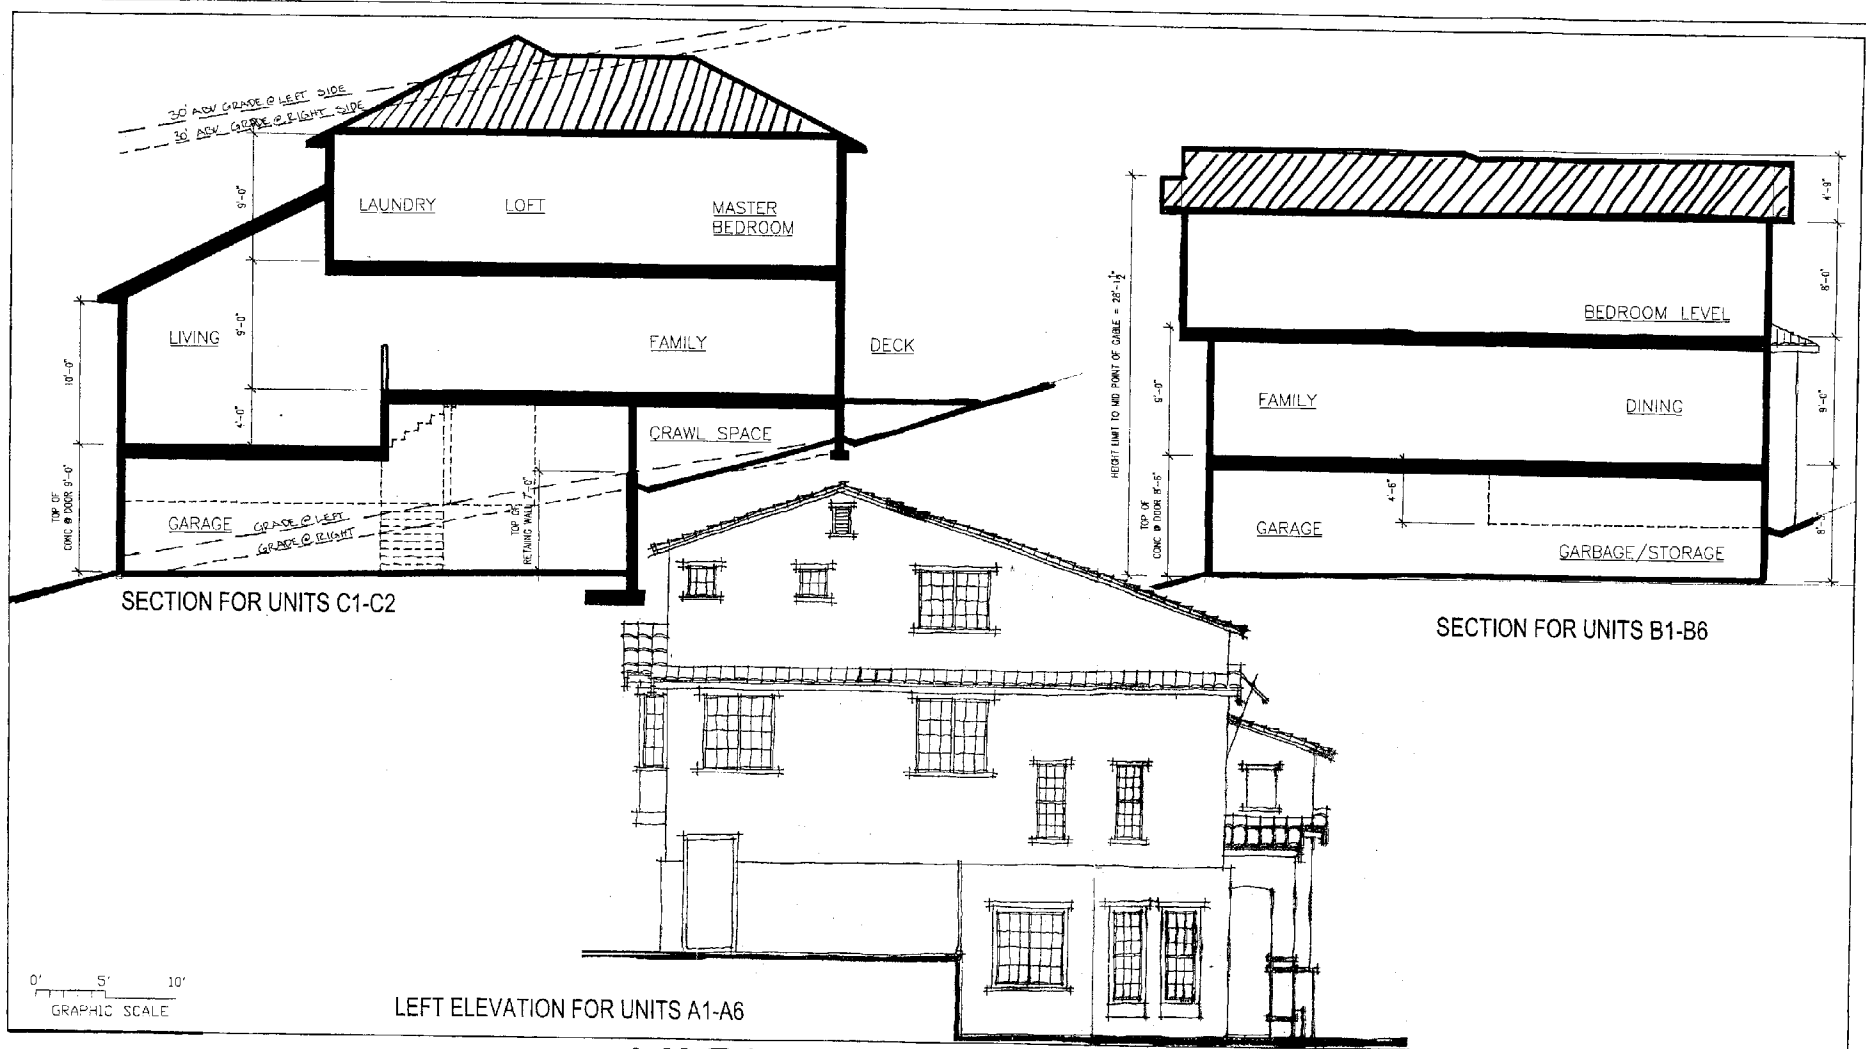 30' ABV GRADE @ LEFT SIDE
30' ABV GRADE @ RIGHT SIDE
9'-0"
LAUNDRY
LOFT
MASTER
BEDROOM
LIVING
9'-0"
FAMILY
DECK
10'-0"
4'-0"
CRAWL SPACE
TOP OF
CONC @ DOOR 9'-0"
GARAGE
GRADE @ LEFT
GRADE @ RIGHT
TOP OF
RETAINING WALL 7'-0"
SECTION FOR UNITS C1-C2
4'-9"
HEIGHT LIMIT TO MID POINT OF GABLE = 28'-1½"
8'-0"
BEDROOM LEVEL
9'-0"
FAMILY
DINING
9'-0"
TOP OF
CONC @ DOOR 8'-6"
4'-6"
GARAGE
GARBAGE/STORAGE
SECTION FOR UNITS B1-B6
0' 5' 10'
GRAPHIC SCALE
LEFT ELEVATION FOR UNITS A1-A6